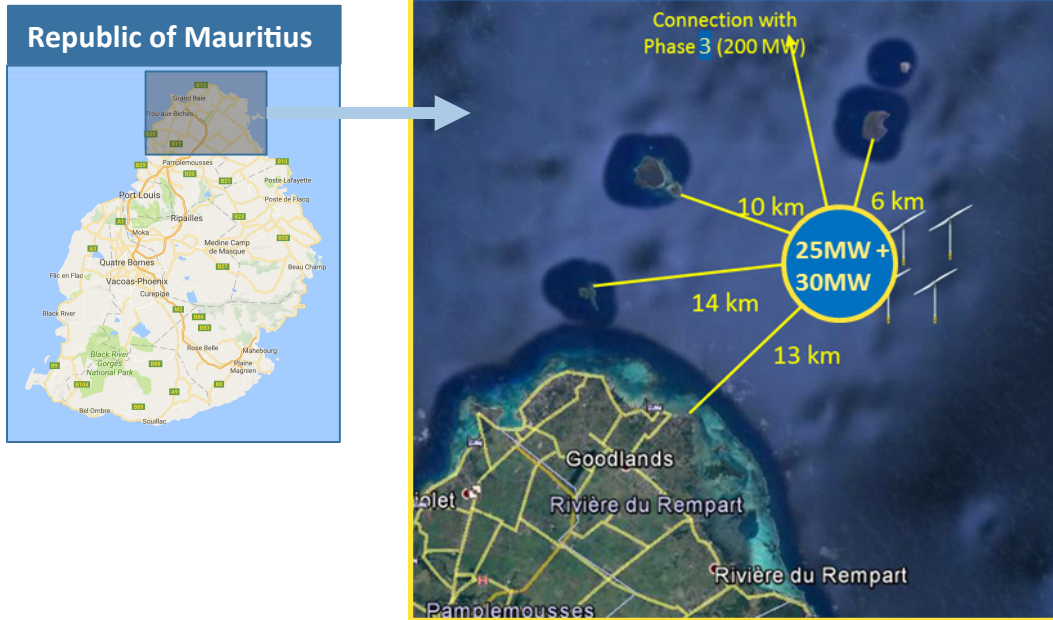 Republic of Mauritius
Grand Baie
Trou-aux-Biches
Pamplemousses
Poste Lafayette
Port Louis
Poste de Flacq
Ripailles
Moka
Medine Camp
de Masque
Quatre Bornes
Beau Champ
Flic en Flac
Vacoas-Phoenix
Curepipe
Black River
Rose Belle
Mahebourg
Black River
Gorges
National Park
Plaine
Magnien
Bel Ombre
Souillac
Connection with
Phase 3 (200 MW)
10 km
6 km
25MW +
30MW
14 km
13 km
Goodlands
Rivière du Rempart
iolet
Rivière du Rempart
Pamplemousses